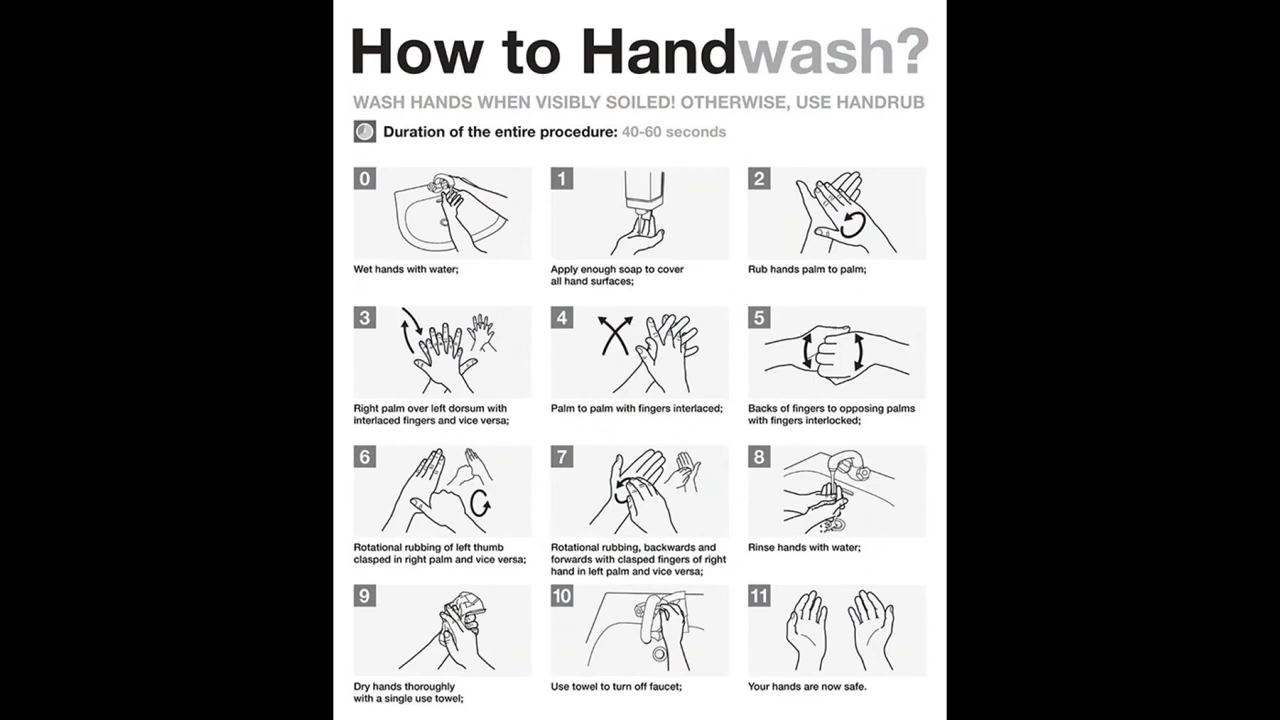 How to Handwash?
WASH HANDS WHEN VISIBLY SOILED! OTHERWISE, USE HANDRUB
Duration of the entire procedure: 40-60 seconds
0
Wet hands with water;
1
Apply enough soap to cover
all hand surfaces;
2
Rub hands palm to palm;
3
Right palm over left dorsum with
interlaced fingers and vice versa;
4
Palm to palm with fingers interlaced;
5
Backs of fingers to opposing palms
with fingers interlocked;
6
Rotational rubbing of left thumb
clasped in right palm and vice versa;
7
Rotational rubbing, backwards and
forwards with clasped fingers of right
hand in left palm and vice versa;
8
Rinse hands with water;
9
Dry hands thoroughly
with a single use towel;
10
Use towel to turn off faucet;
11
Your hands are now safe.